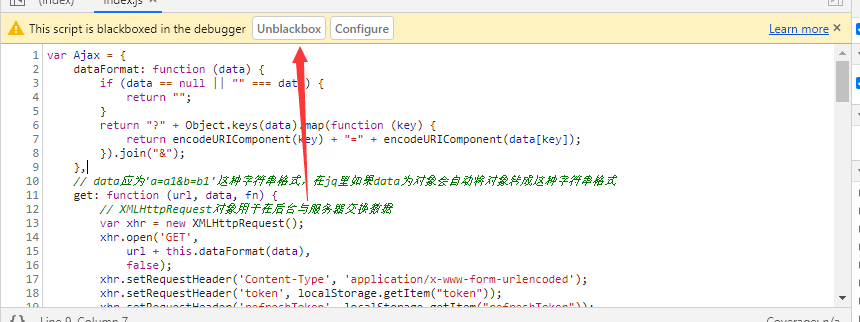 (index)
index.js
This script is blackboxed in the debugger Unblackbox Configure Learn more
1 var Ajax = {
2 dataFormat: function (data) {
3 if (data == null || "" === data) {
4 return "";
5 }
6 return "?" + Object.keys(data).map(function (key) {
7 return encodeURIComponent(key) + "=" + encodeURIComponent(data[key]);
8 }).join("&");
9 },
10 // data应为'a=a1&b=b1'这种字符串格式，在jq里如果data为对象会自动将对象转成这种字符串格式
11 get: function (url, data, fn) {
12 // XMLHttpRequest对象用于在后台与服务器交换数据
13 var xhr = new XMLHttpRequest();
14 xhr.open('GET',
15 url + this.dataFormat(data),
16 false);
17 xhr.setRequestHeader('Content-Type', 'application/x-www-form-urlencoded');
18 xhr.setRequestHeader('token', localStorage.getItem("token"));
19 xhr.setRequestHeader('refreshToken', localStorage.getItem("refreshToken"));
{} Line 9, Column 7 Coverage: n/a